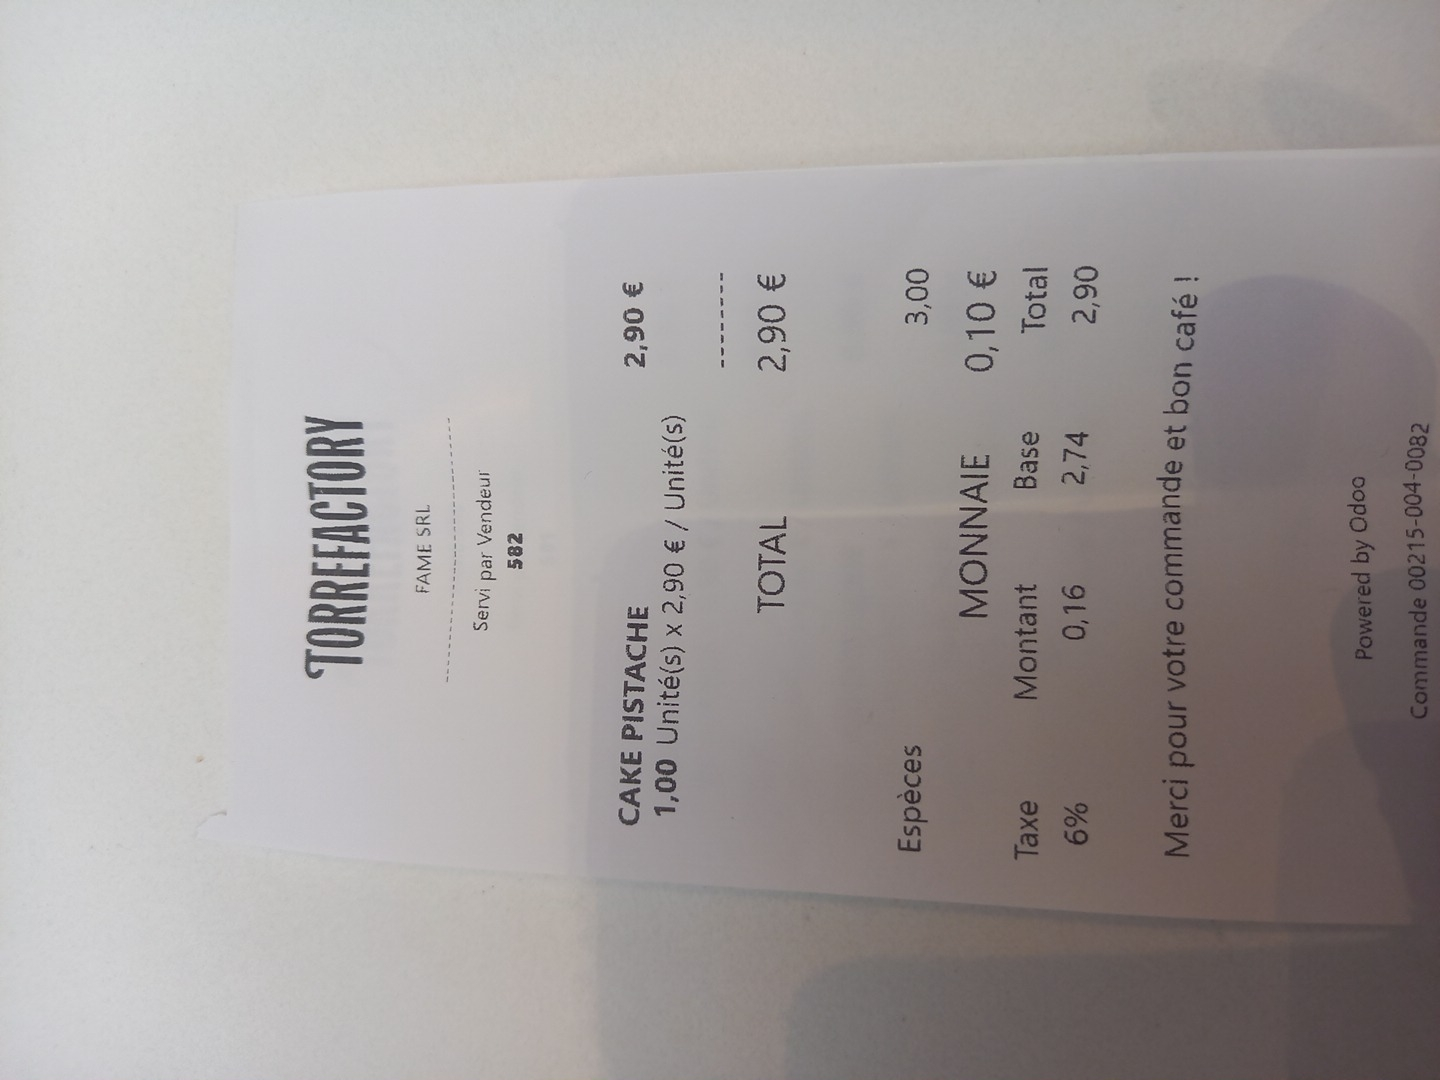 TORREFACTORY
FAME SRL
--------------------------------
Servi par Vendeur
582
CAKE PISTACHE 2,90 €
1,00 Unité(s) x 2,90 € / Unité(s)
--------
TOTAL 2,90 €
Espèces 3,00
MONNAIE 0,10 €
Taxe Montant Base Total
6% 0,16 2,74 2,90
Merci pour votre commande et bon café !
Powered by Odoo
Commande 00215-004-0082